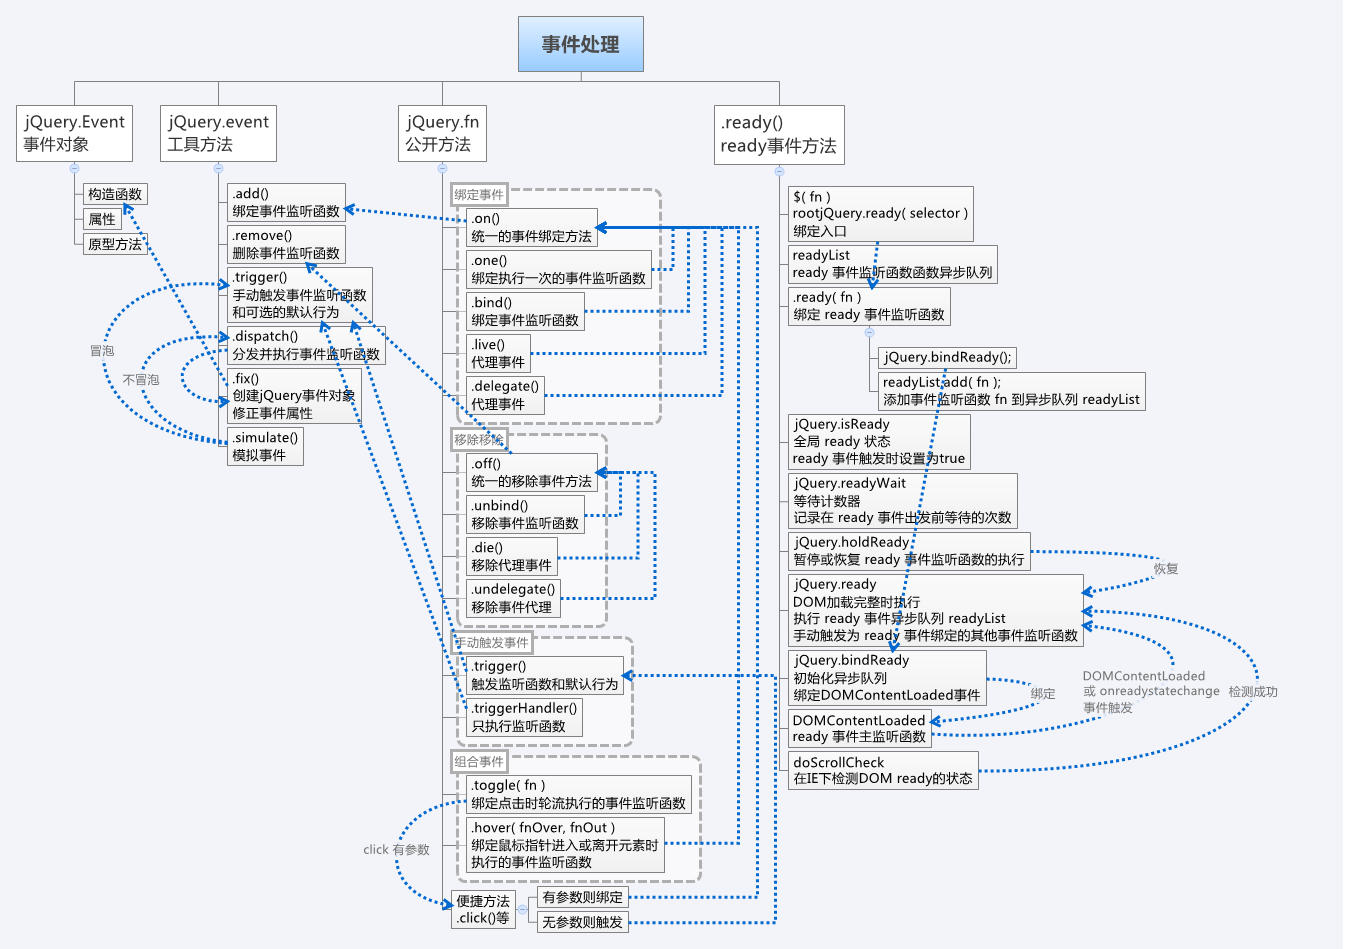 事件处理
jQuery.Event
事件对象
构造函数
属性
原型方法
jQuery.event
工具方法
.add()
绑定事件监听函数
.remove()
删除事件监听函数
.trigger()
手动触发事件监听函数
和可选的默认行为
.dispatch()
分发并执行事件监听函数
.fix()
创建jQuery事件对象
修正事件属性
.simulate()
模拟事件
冒泡
不冒泡
jQuery.fn
公开方法
绑定事件
.on()
统一的事件绑定方法
.one()
绑定执行一次的事件监听函数
.bind()
绑定事件监听函数
.live()
代理事件
.delegate()
代理事件
移除移除
.off()
统一的移除事件方法
.unbind()
移除事件监听函数
.die()
移除代理事件
.undelegate()
移除事件代理
手动触发事件
.trigger()
触发监听函数和默认行为
.triggerHandler()
只执行监听函数
组合事件
.toggle( fn )
绑定点击时轮流执行的事件监听函数
.hover( fnOver, fnOut )
绑定鼠标指针进入或离开元素时
执行的事件监听函数
click 有参数
便捷方法
.click()等
有参数则绑定
无参数则触发
.ready()
ready事件方法
$( fn )
rootjQuery.ready( selector )
绑定入口
readyList
ready 事件监听函数函数异步队列
.ready( fn )
绑定 ready 事件监听函数
jQuery.bindReady();
readyList.add( fn );
添加事件监听函数 fn 到异步队列 readyList
jQuery.isReady
全局 ready 状态
ready 事件触发时设置为true
jQuery.readyWait
等待计数器
记录在 ready 事件出发前等待的次数
jQuery.holdReady
暂停或恢复 ready 事件监听函数的执行
恢复
jQuery.ready
DOM加载完整时执行
执行 ready 事件异步队列 readyList
手动触发为 ready 事件绑定的其他事件监听函数
jQuery.bindReady
初始化异步队列
绑定DOMContentLoaded事件
绑定
DOMContentLoaded
或 onreadystatechange
事件触发
检测成功
DOMContentLoaded
ready 事件主监听函数
doScrollCheck
在IE下检测DOM ready的状态